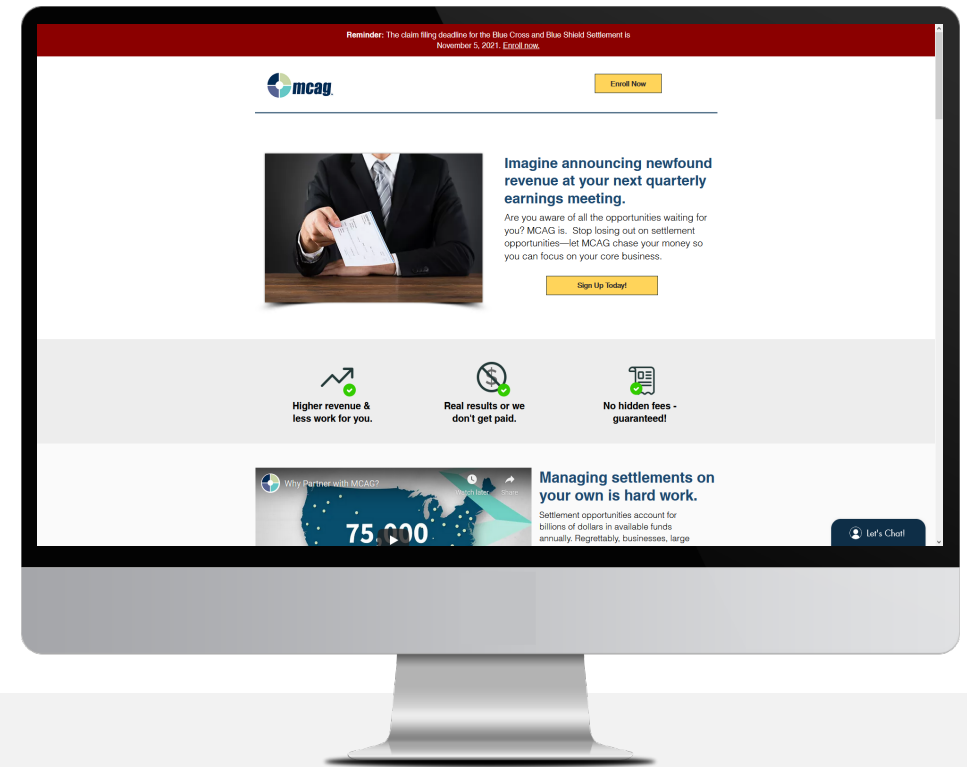 Reminder: The claim filing deadline for the Blue Cross and Blue Shield Settlement is
November 5, 2021. Enroll now.
mcag
Enroll Now
Imagine announcing newfound
revenue at your next quarterly
earnings meeting.
Are you aware of all the opportunities waiting for
you? MCAG is.  Stop losing out on settlement
opportunities—let MCAG chase your money so
you can focus on your core business.
Sign Up Today!
Higher revenue &
less work for you.
Real results or we
don't get paid.
No hidden fees -
guaranteed!
Why Partner with MCAG?
Watch later
Share
75,000
Managing settlements on
your own is hard work.
Settlement opportunities account for
billions of dollars in available funds
annually. Regrettably, businesses, large
Let's Chat!